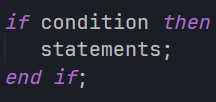 if condition then
    statements;
end if;